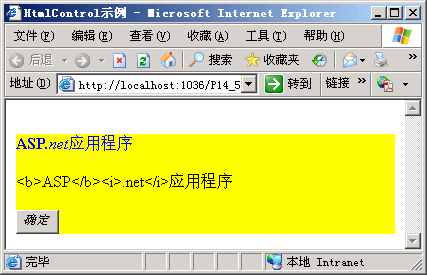 HtmlControl示例 - Microsoft Internet Explorer
文件(F) 编辑(E) 查看(V) 收藏(A) 工具(T) 帮助(H)
后退 搜索 收藏夹
地址(D) http://localhost:1036/P14_5 转到 链接 »
ASP.net应用程序
<b>ASP</b><i>.net</i>应用程序
确定
完毕 本地 Intranet